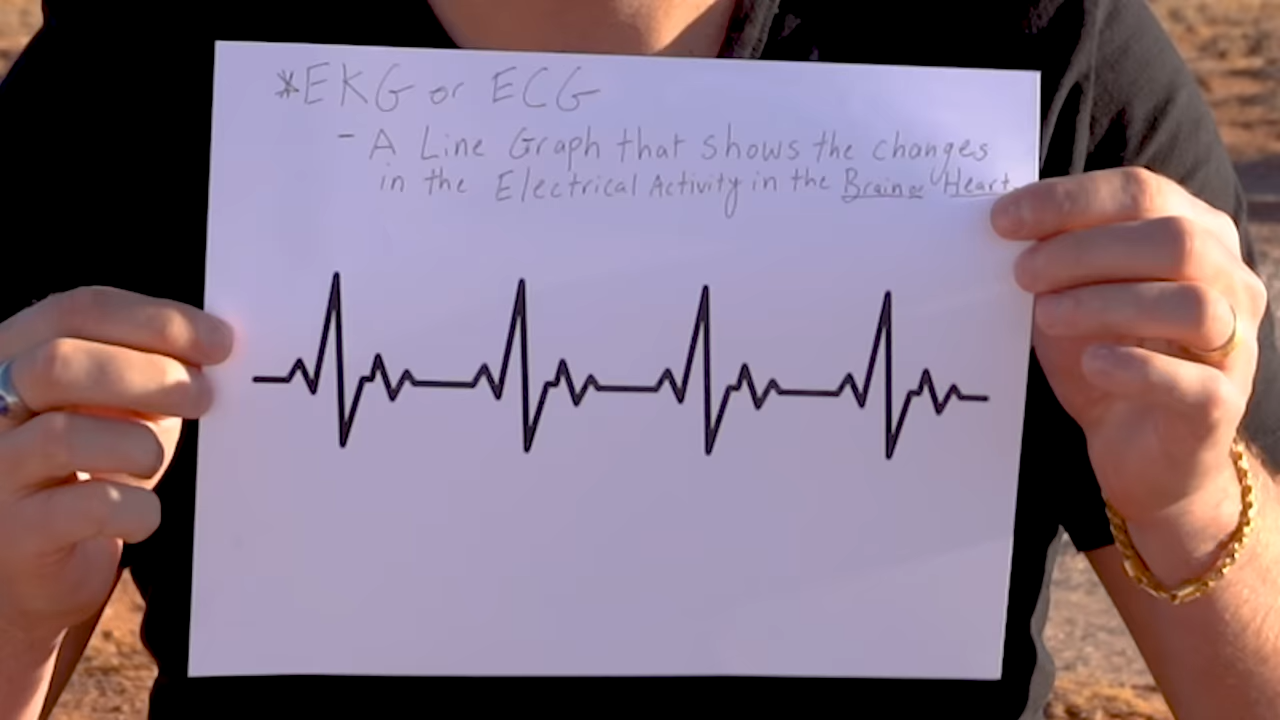 *EKG or ECG
- A Line Graph that shows the changes
in the Electrical Activity in the Brain or Heart